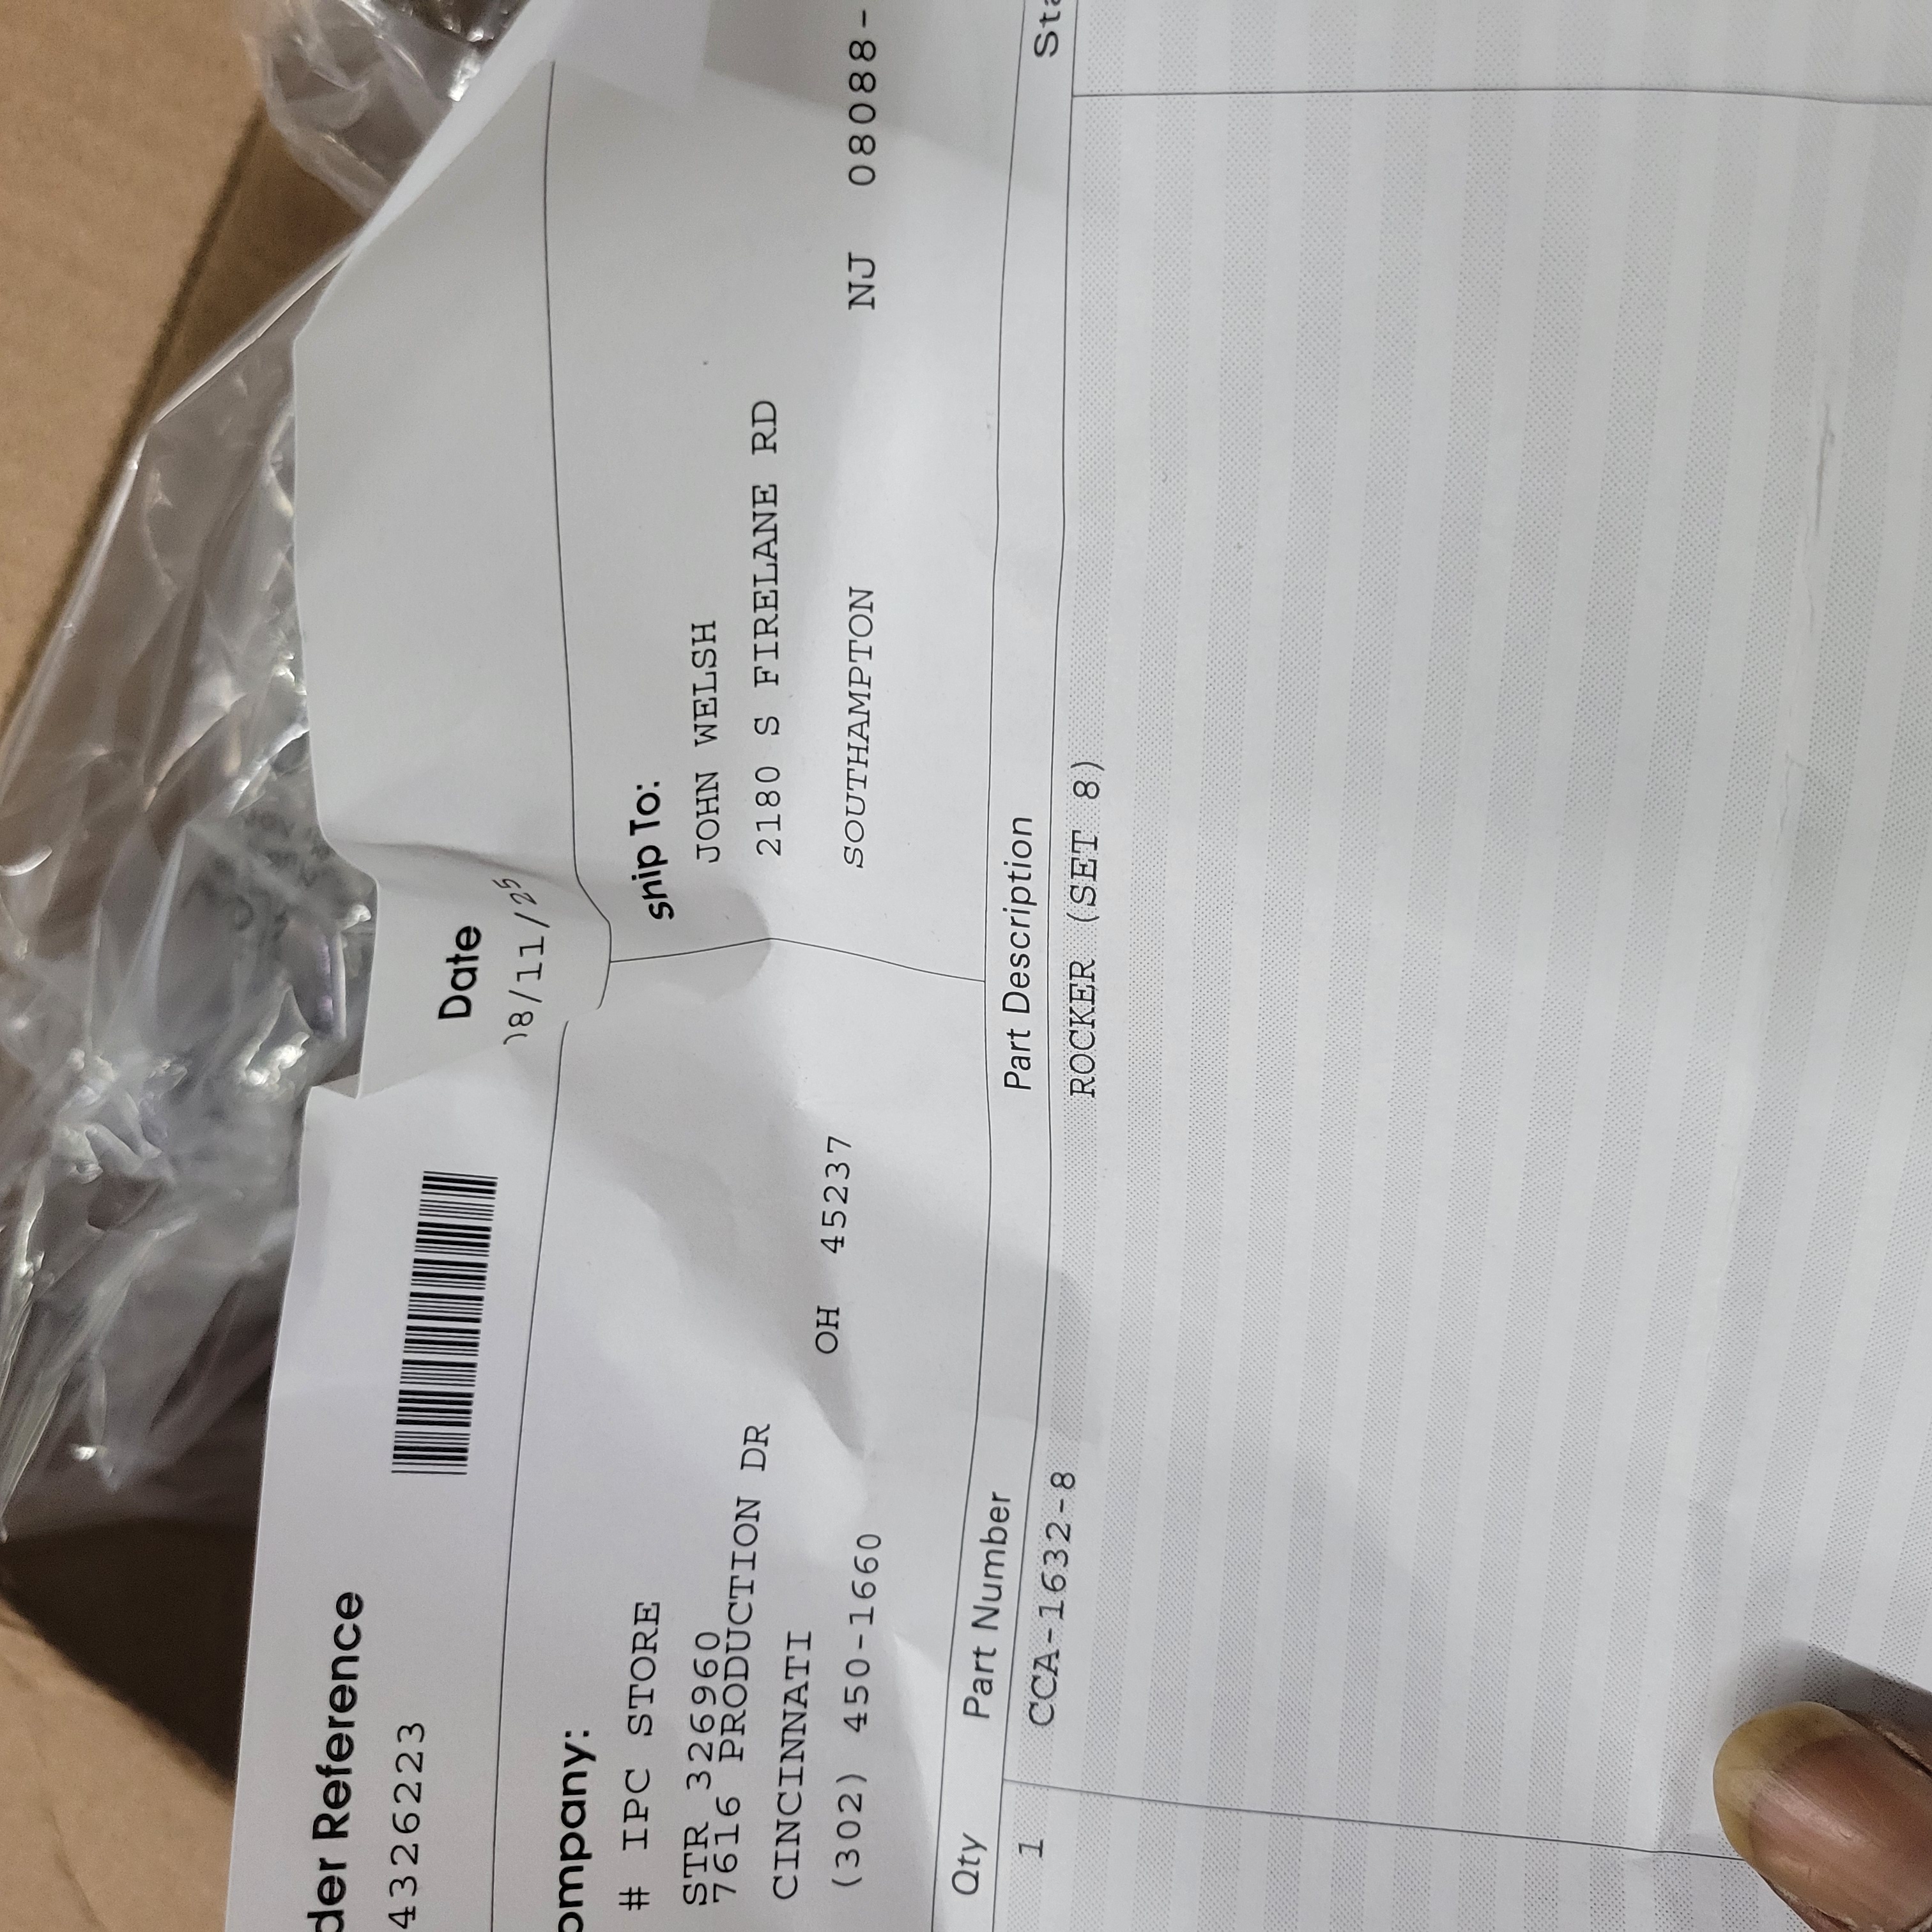 der Reference
4326223
Date
8/11/25
ompany:
# IPC STORE
STR 326960
7616 PRODUCTION DR
CINCINNATI OH 45237
(302) 450-1660
ship To:
JOHN WELSH
2180 S FIRELANE RD
SOUTHAMPTON NJ 08088-
Qty Part Number Part Description Sta
1 CCA-1632-8 ROCKER (SET 8)